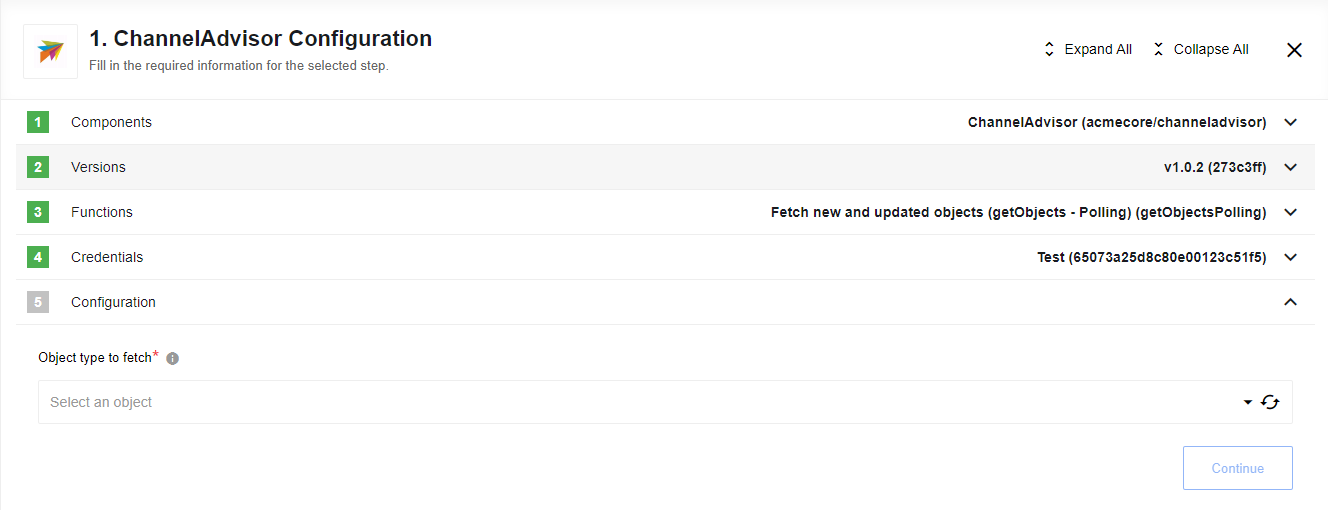 1. ChannelAdvisor Configuration
Fill in the required information for the selected step.
Expand All
Collapse All
1 Components ChannelAdvisor (acmecore/channeladvisor)
2 Versions v1.0.2 (273c3ff)
3 Functions Fetch new and updated objects (getObjects - Polling) (getObjectsPolling)
4 Credentials Test (65073a25d8c80e00123c51f5)
5 Configuration
Object type to fetch*
Select an object
Continue